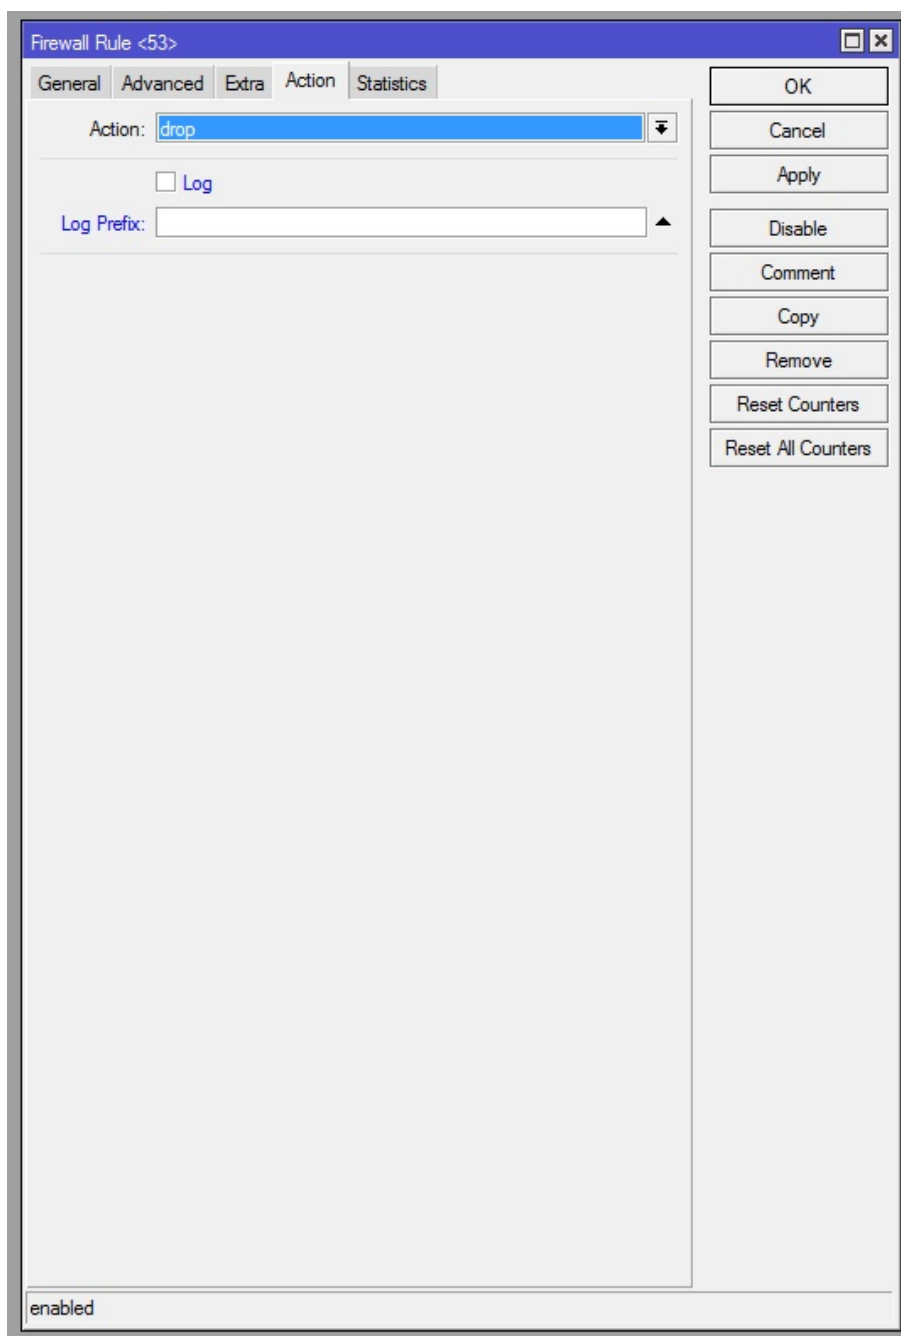 Firewall Rule <53>
General Advanced Extra Action Statistics
OK
Action: drop
Cancel
Log
Apply
Log Prefix:
Disable
Comment
Copy
Remove
Reset Counters
Reset All Counters
enabled